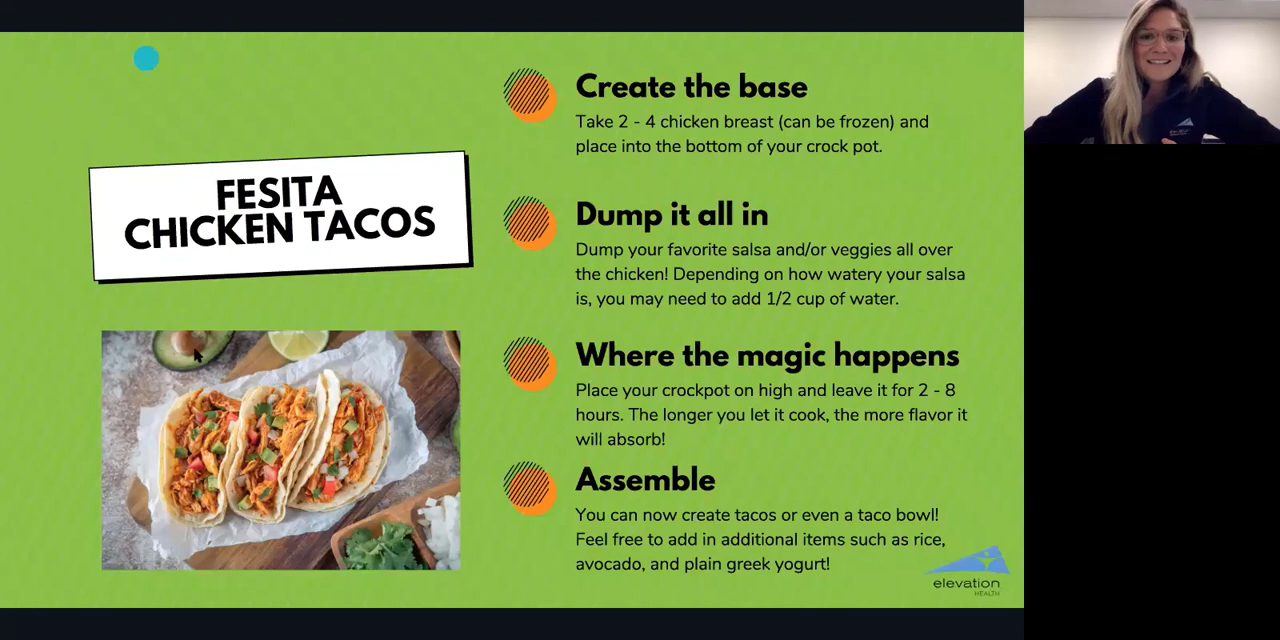 FESITA
CHICKEN TACOS
Create the base
Take 2 - 4 chicken breast (can be frozen) and
place into the bottom of your crock pot.
Dump it all in
Dump your favorite salsa and/or veggies all over
the chicken! Depending on how watery your salsa
is, you may need to add 1/2 cup of water.
Where the magic happens
Place your crockpot on high and leave it for 2 - 8
hours. The longer you let it cook, the more flavor it
will absorb!
Assemble
You can now create tacos or even a taco bowl!
Feel free to add in additional items such as rice,
avocado, and plain greek yogurt!
elevation
HEALTH